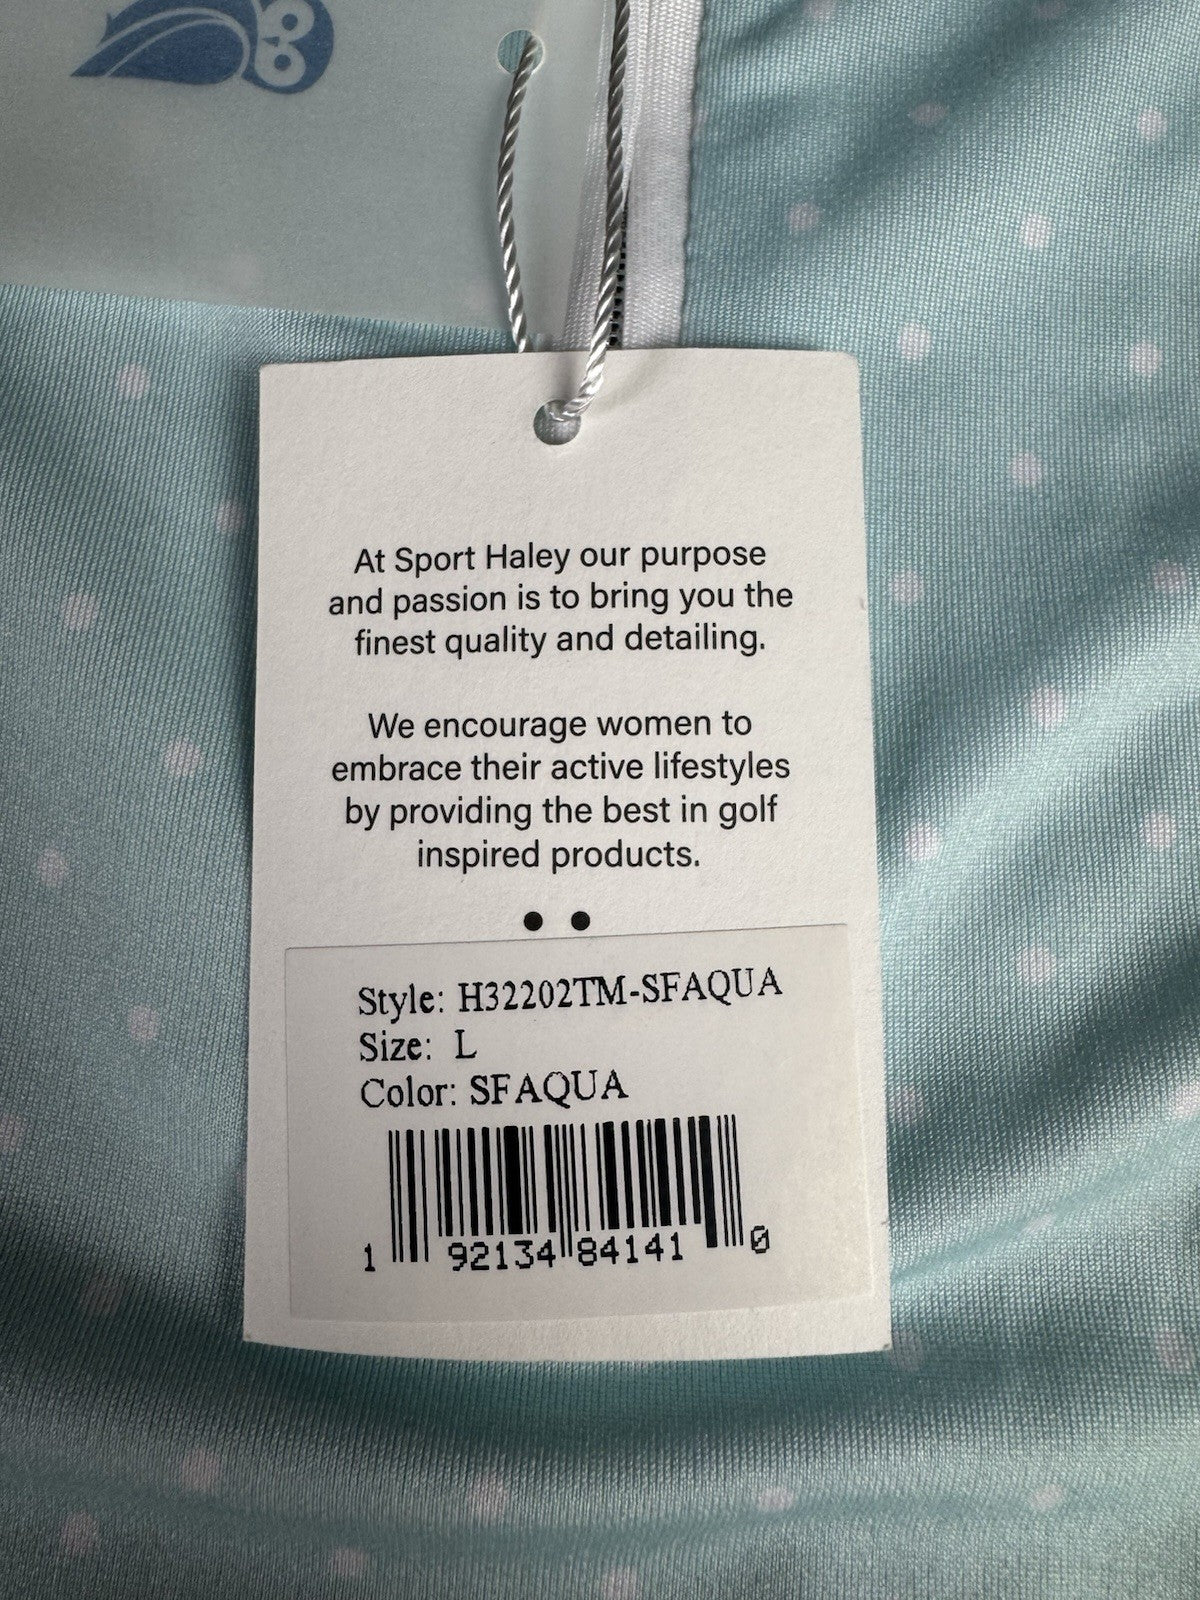 At Sport Haley our purpose
and passion is to bring you the
finest quality and detailing.
We encourage women to
embrace their active lifestyles
by providing the best in golf
inspired products.
Style: H32202TM-SFAQUA
Size: L
Color: SFAQUA
1 92134 84141 0